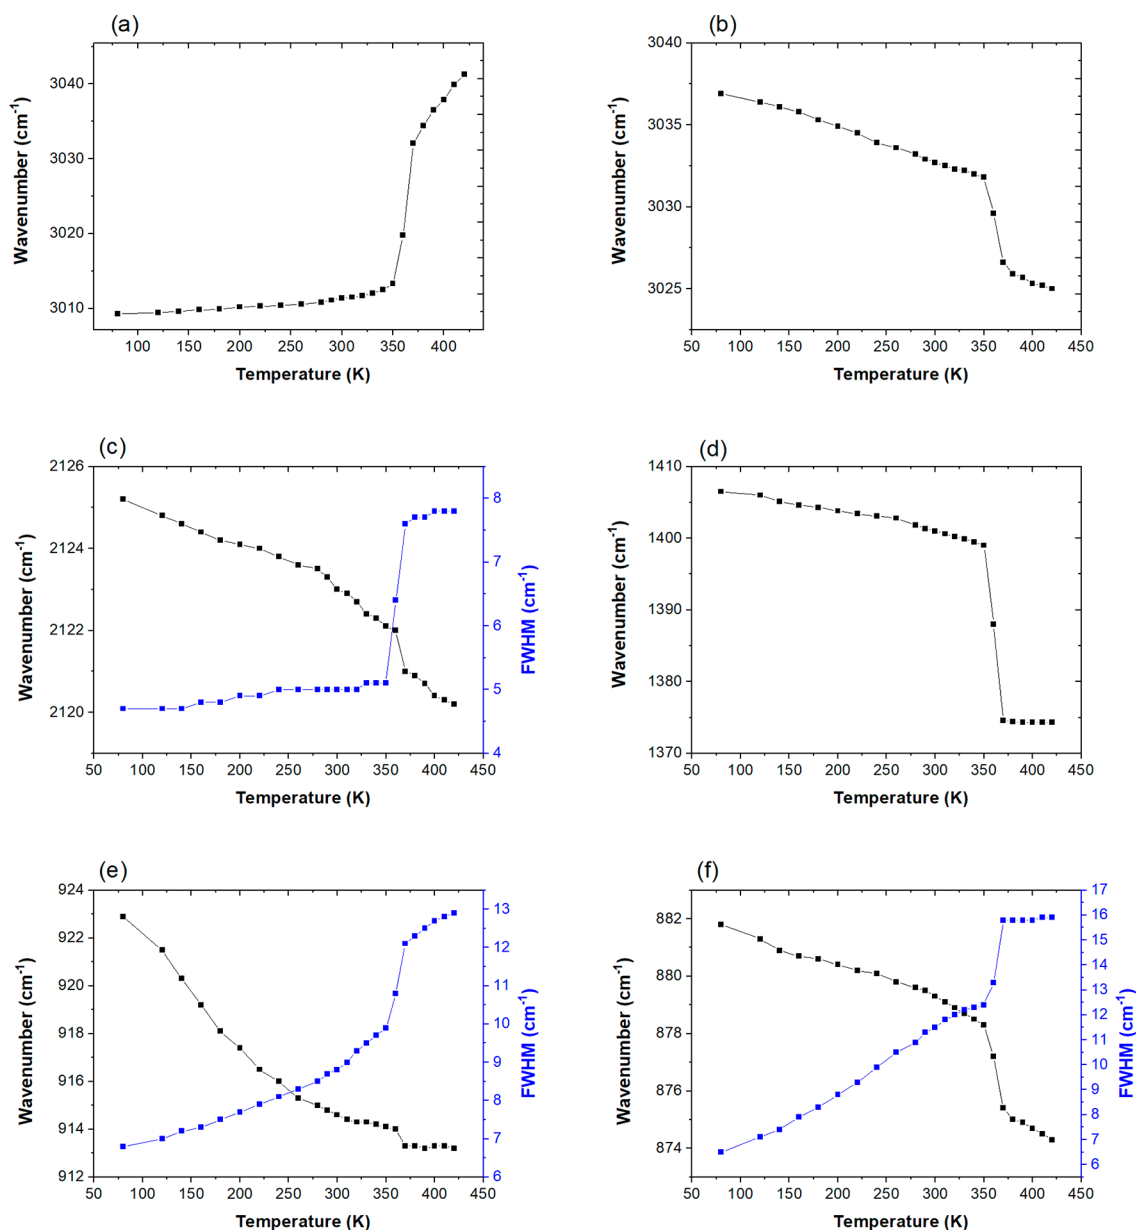 (a)
3040
3030
3020
3010
Wavenumber (cm-1)
100 150 200 250 300 350 400
Temperature (K)
(b)
3040
3035
3030
3025
Wavenumber (cm-1)
50 100 150 200 250 300 350 400 450
Temperature (K)
(c)
2126
2124
2122
2120
Wavenumber (cm-1)
8
7
6
5
4
FWHM (cm-1)
50 100 150 200 250 300 350 400 450
Temperature (K)
(d)
1410
1400
1390
1380
1370
Wavenumber (cm-1)
50 100 150 200 250 300 350 400 450
Temperature (K)
(e)
924
922
920
918
916
914
912
Wavenumber (cm-1)
13
12
11
10
9
8
7
6
FWHM (cm-1)
50 100 150 200 250 300 350 400 450
Temperature (K)
(f)
882
880
878
876
874
Wavenumber (cm-1)
17
16
15
14
13
12
11
10
9
8
7
6
FWHM (cm-1)
50 100 150 200 250 300 350 400 450
Temperature (K)